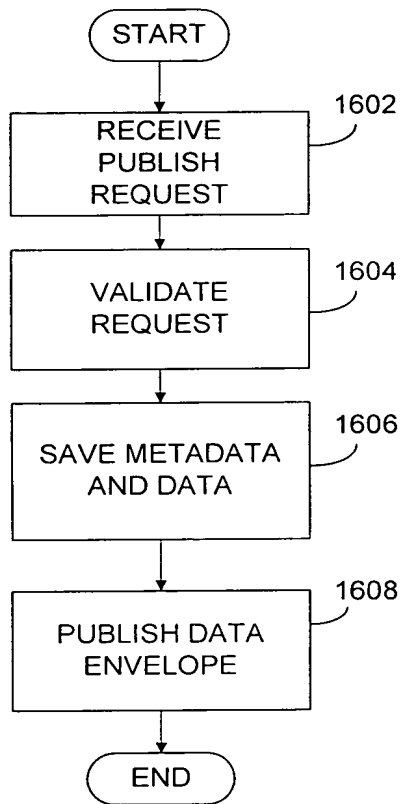 START
1602
RECEIVE
PUBLISH
REQUEST
1604
VALIDATE
REQUEST
1606
SAVE METADATA
AND DATA
1608
PUBLISH DATA
ENVELOPE
END